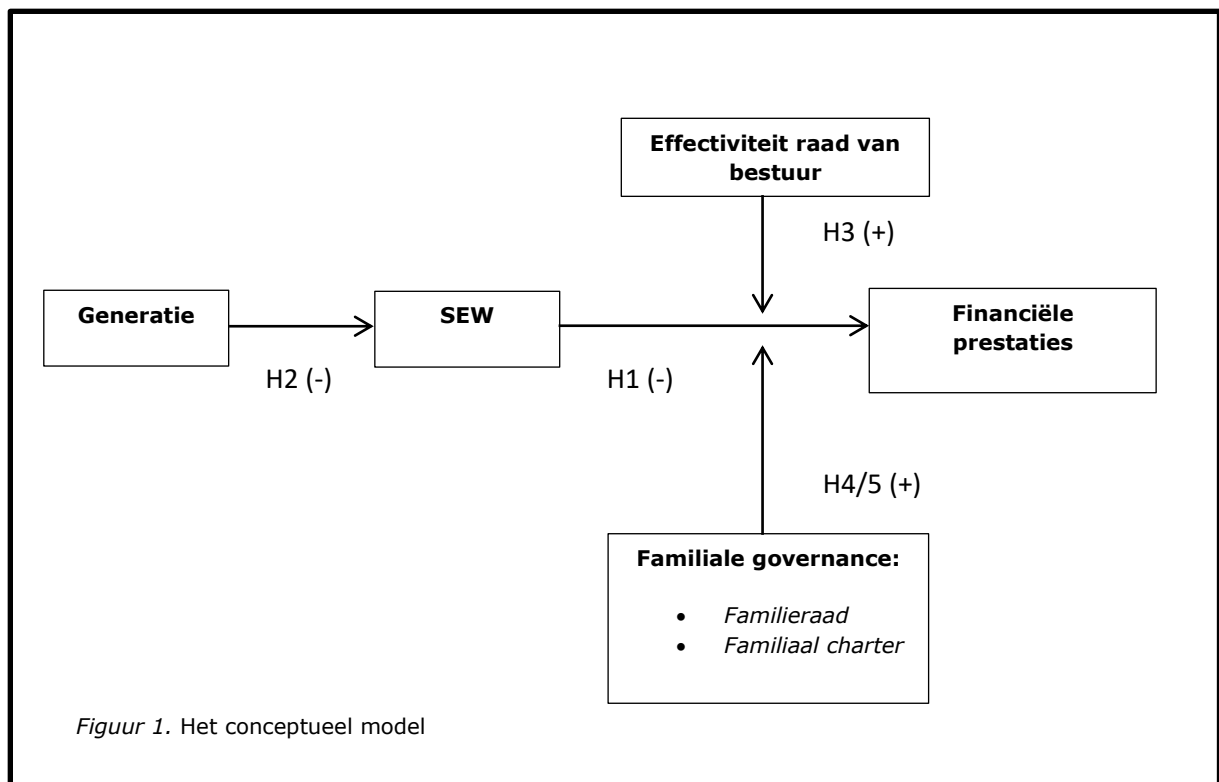 Effectiviteit raad van
bestuur
H3 (+)
Generatie
SEW
Financiële
prestaties
H2 (-)
H1 (-)
H4/5 (+)
Familiale governance:
• Familieraad
• Familiaal charter
Figuur 1. Het conceptueel model